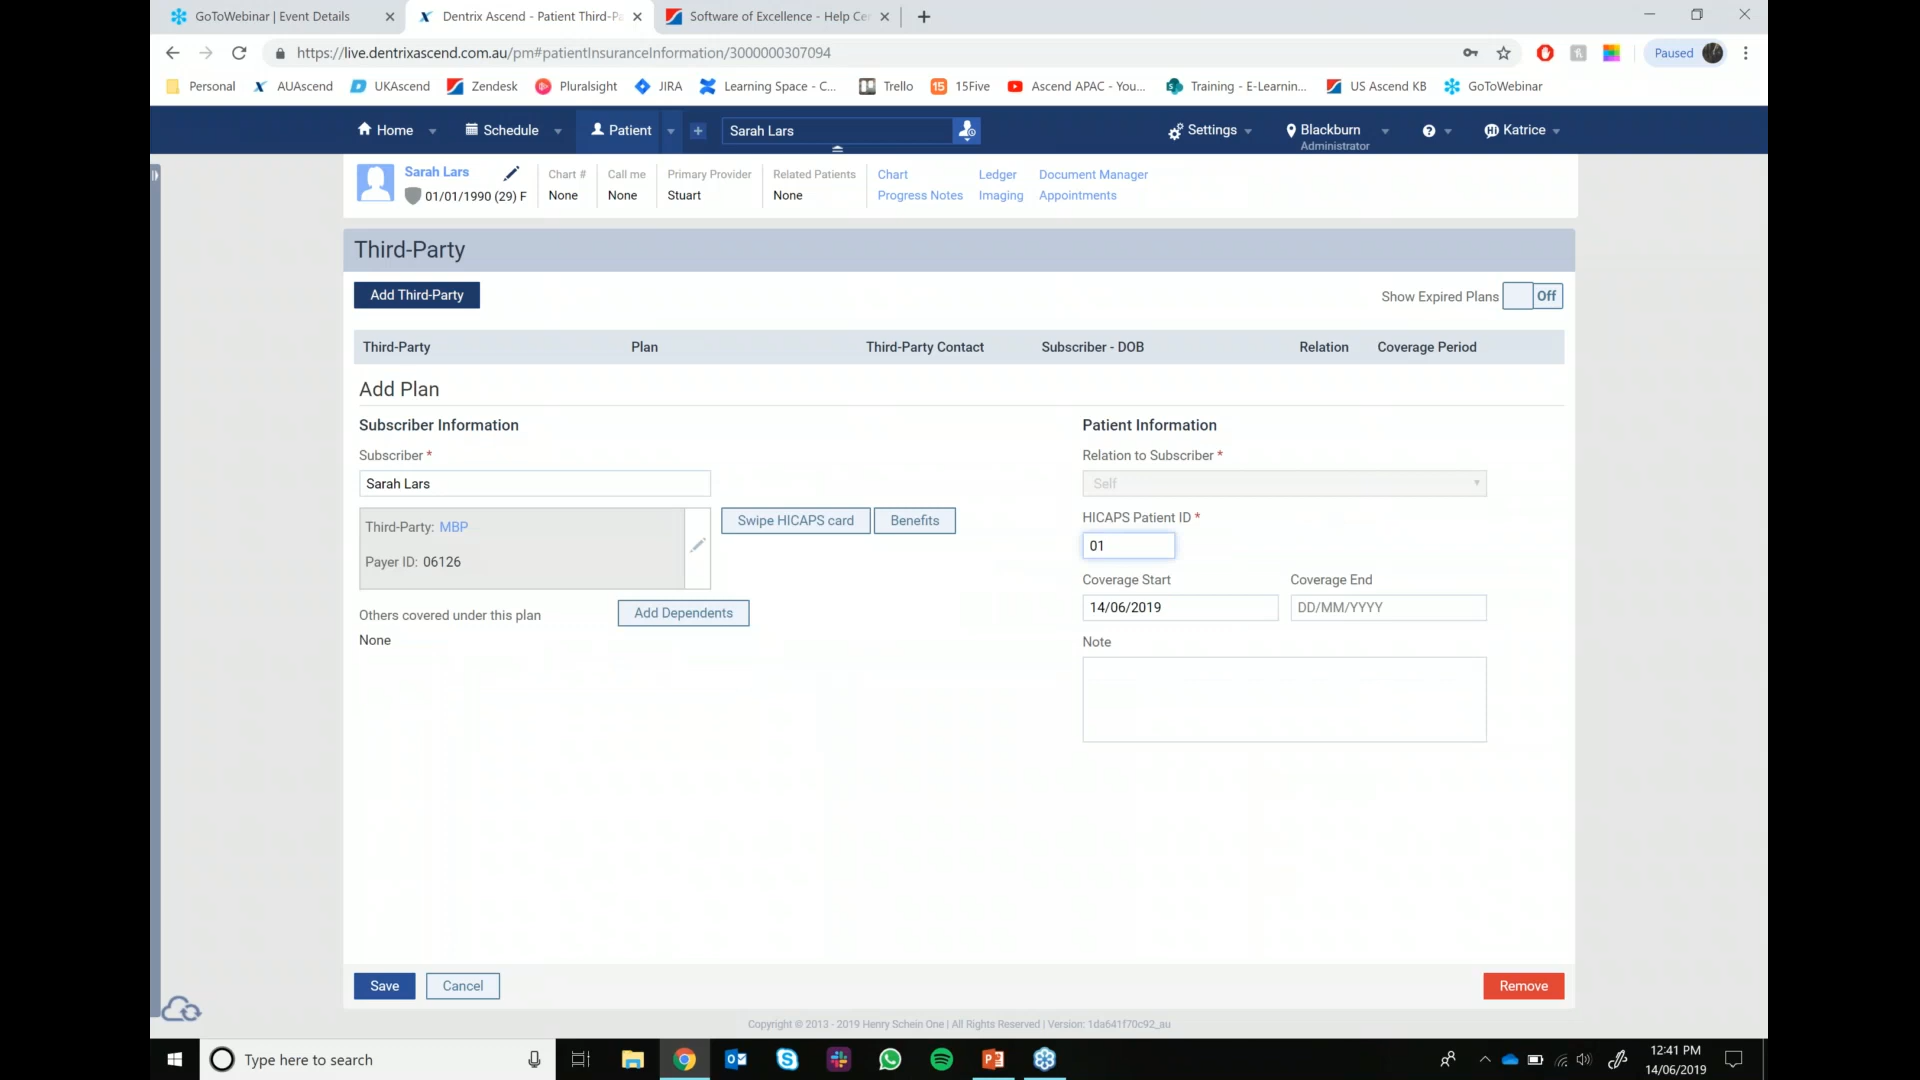 GoToWebinar | Event Details
Dentrix Ascend - Patient Third-Pa
Software of Excellence - Help Cen
https://live.dentrixascend.com.au/pm#patientInsuranceInformation/3000000307094
Paused
Personal
AUAscend
UKAscend
Zendesk
Pluralsight
JIRA
Learning Space - C...
Trello
15
15Five
Ascend APAC - You...
Training - E-Learnin...
US Ascend KB
GoToWebinar
Home
Schedule
Patient
+
Sarah Lars
Settings
Blackburn
Administrator
?
Katrice
Sarah Lars
01/01/1990 (29) F
Chart #
None
Call me
None
Primary Provider
Stuart
Related Patients
None
Chart
Ledger
Document Manager
Progress Notes
Imaging
Appointments
Third-Party
Add Third-Party
Show Expired Plans
Off
Third-Party
Plan
Third-Party Contact
Subscriber - DOB
Relation
Coverage Period
Add Plan
Subscriber Information
Subscriber *
Sarah Lars
Third-Party: MBP
Payer ID: 06126
Swipe HICAPS card
Benefits
Others covered under this plan
Add Dependents
None
Patient Information
Relation to Subscriber *
Self
HICAPS Patient ID *
01
Coverage Start
Coverage End
14/06/2019
DD/MM/YYYY
Note
Save
Cancel
Remove
Copyright © 2013 - 2019 Henry Schein One | All Rights Reserved | Version: 1da641f70c92_au
Type here to search
12:41 PM
14/06/2019